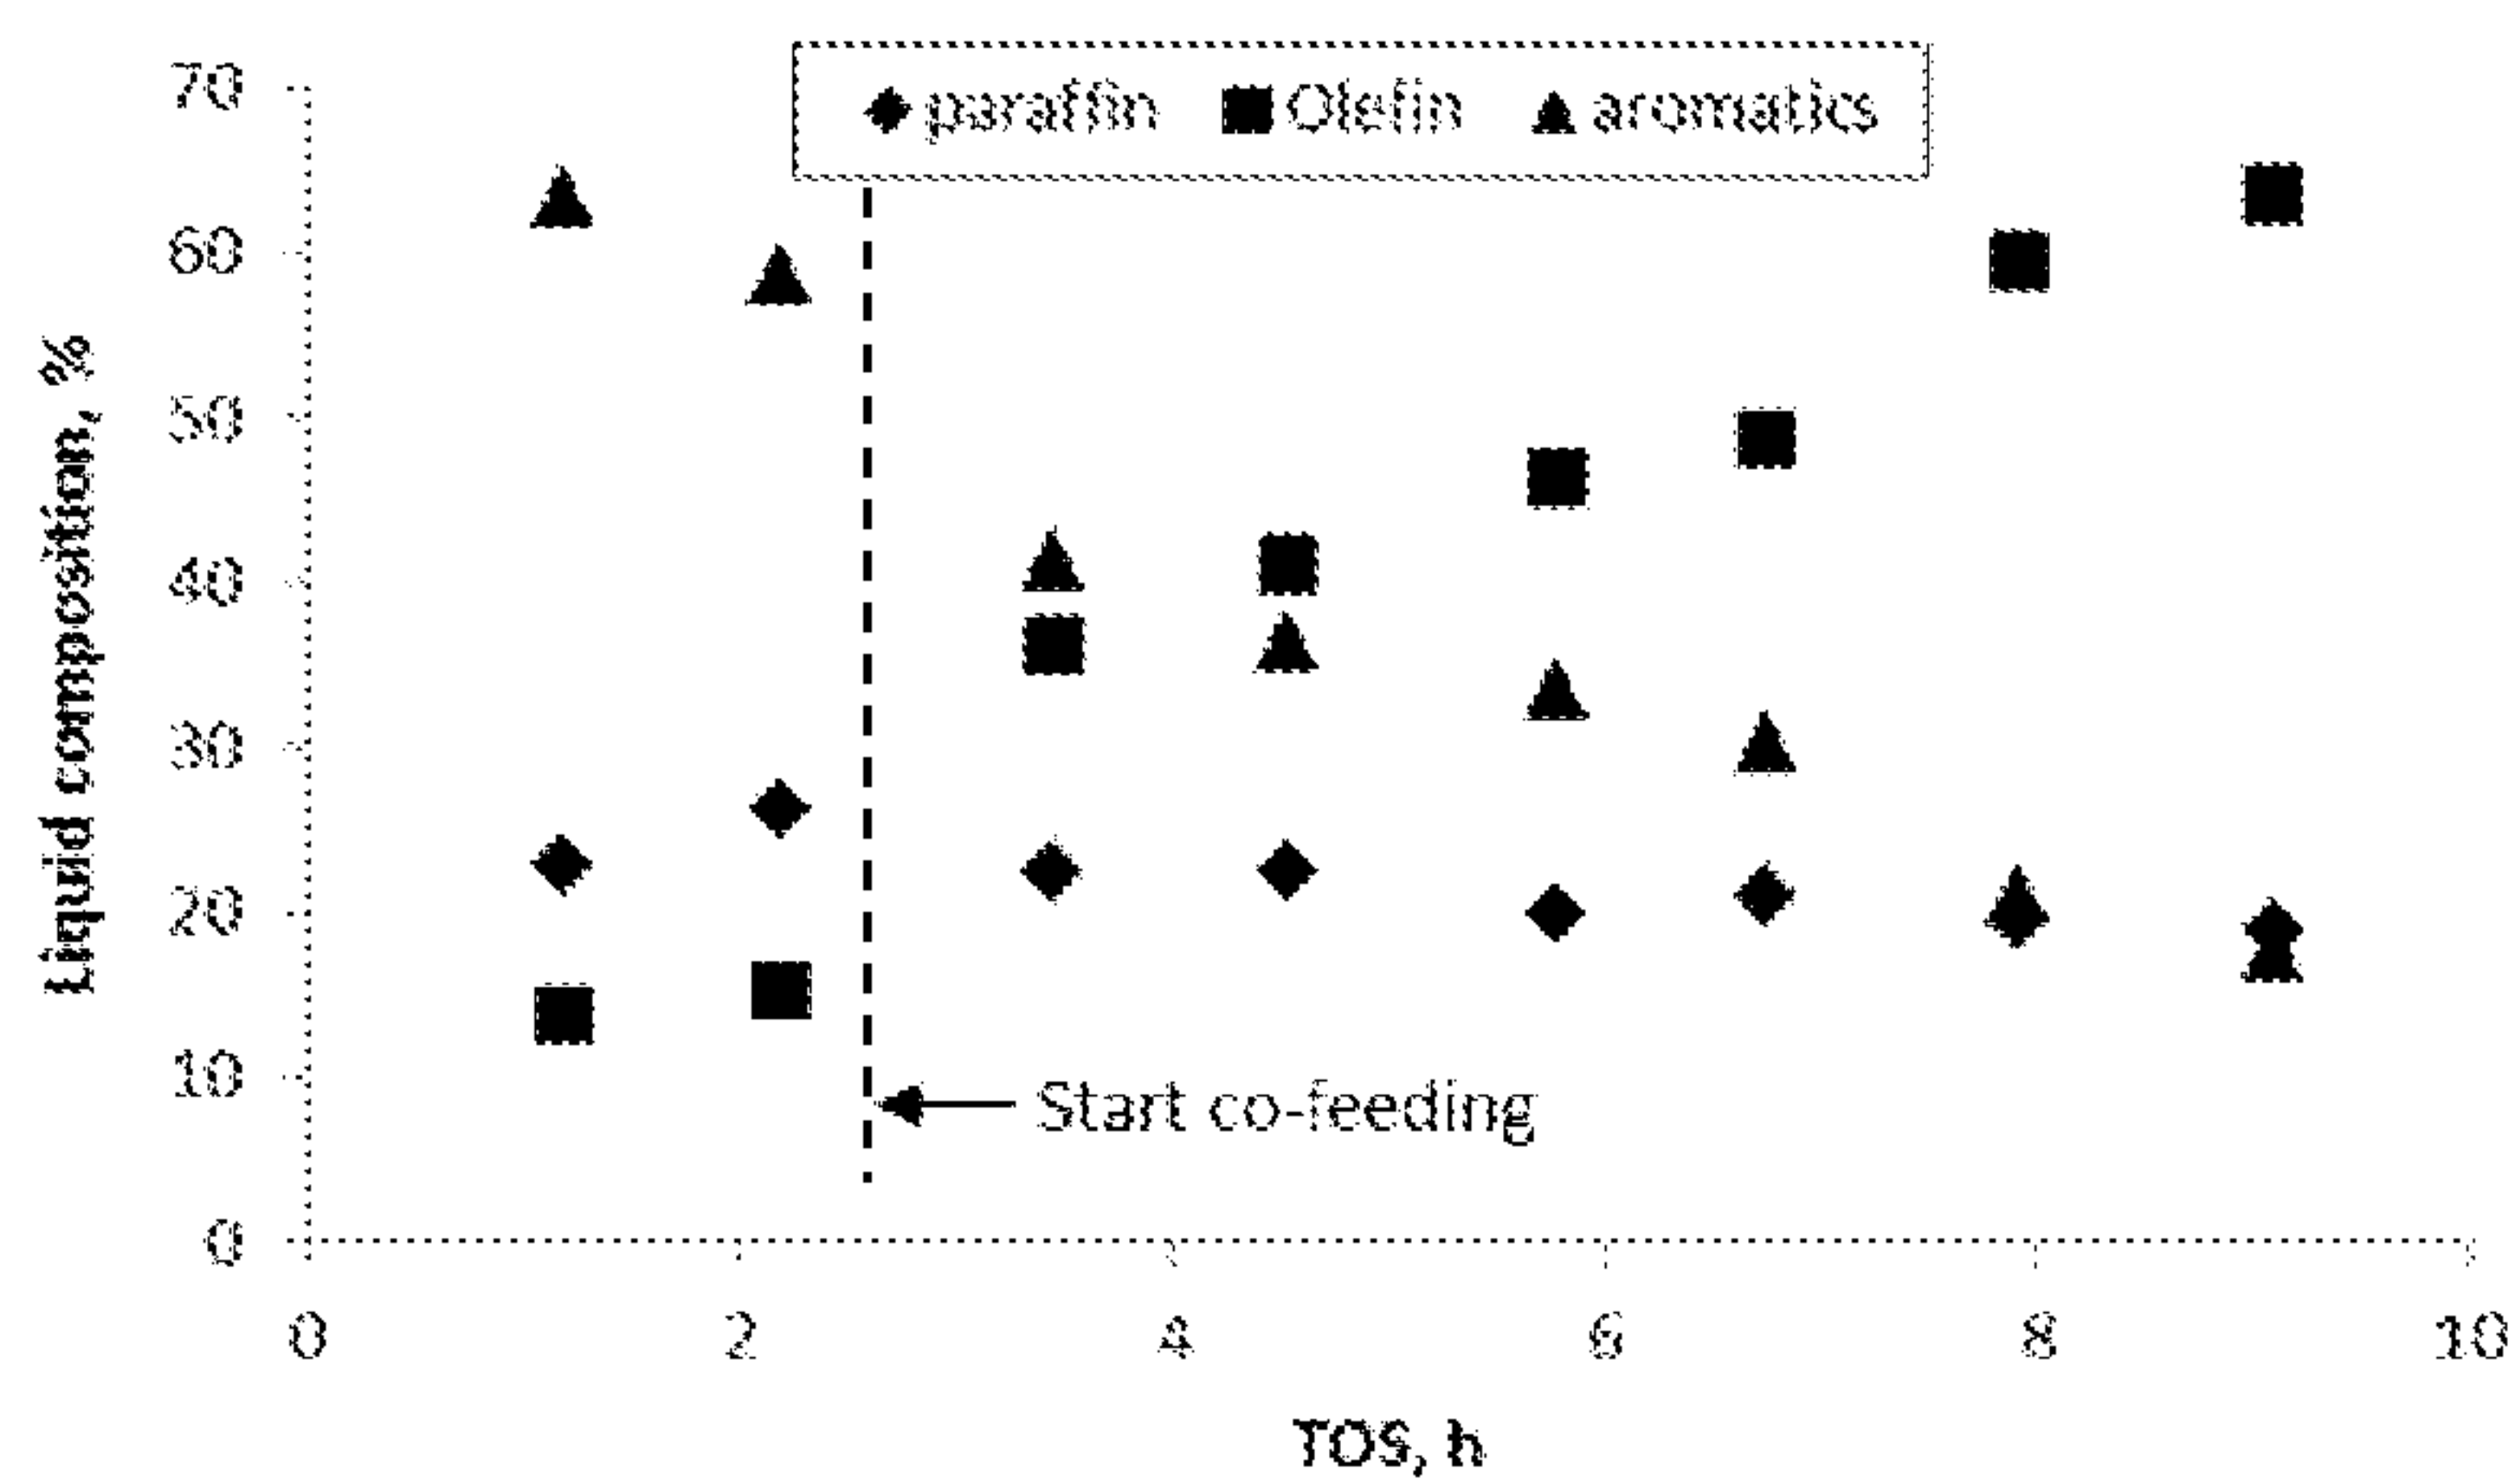 paraffin Olefin aromatics
70
60
50
40
30
20
10
0
Liquid composition, %
Start co-feeding
0 2 4 6 8 10
TOS, h